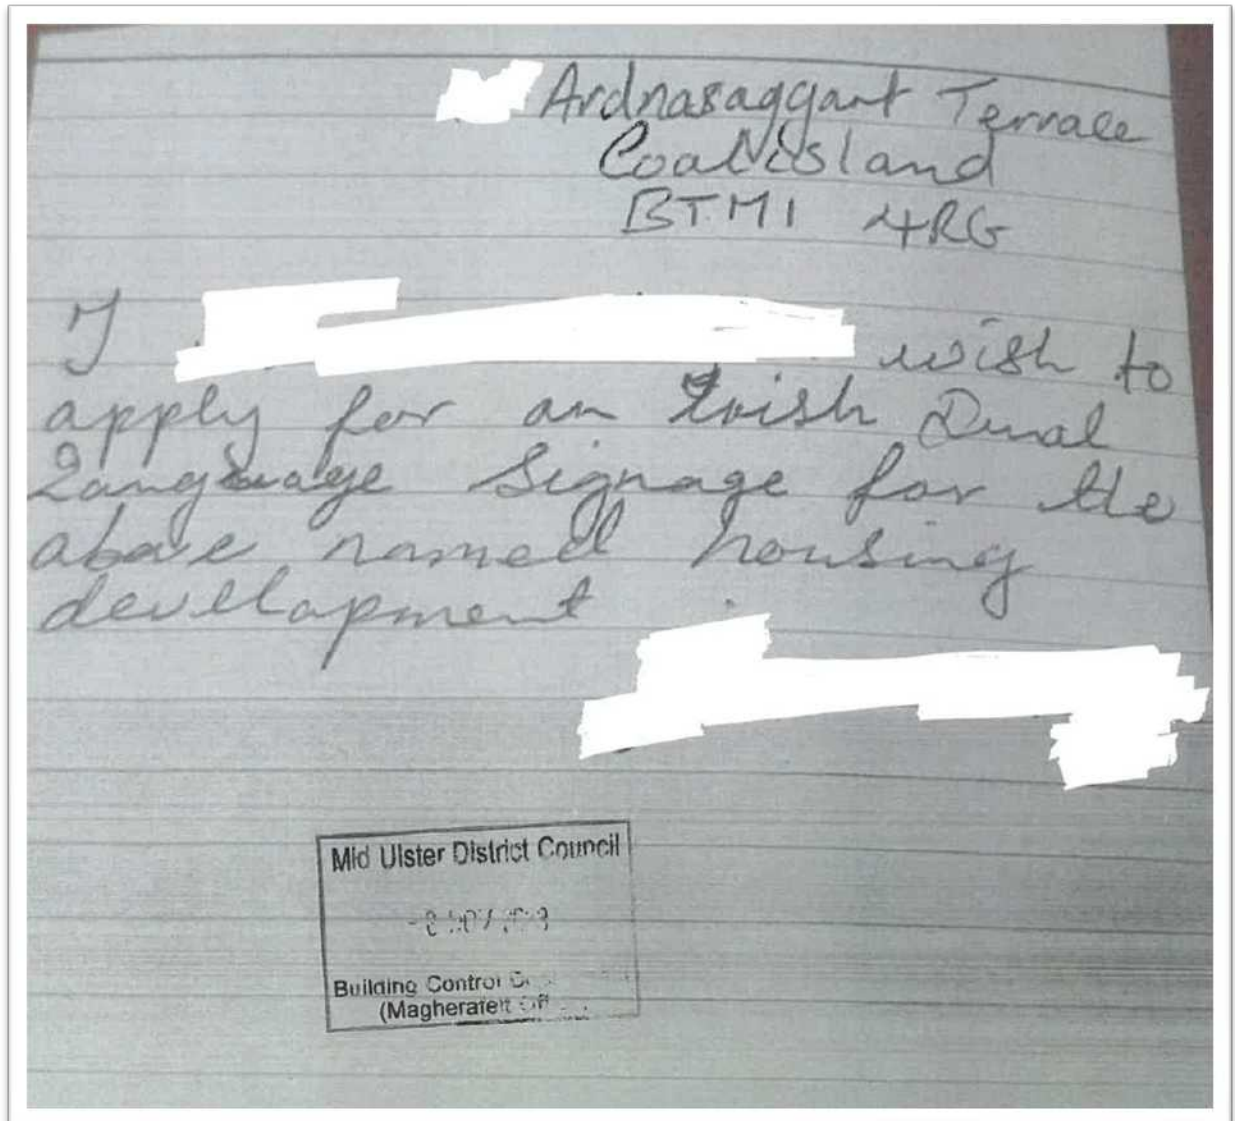 Ardnasaggart Terrace
Coalisland
BT71 4RG
I wish to
apply for an Irish Dual
Language Signage for the
above named housing
devellopment .
Mid Ulster District Council
Building Control
(Magherafelt